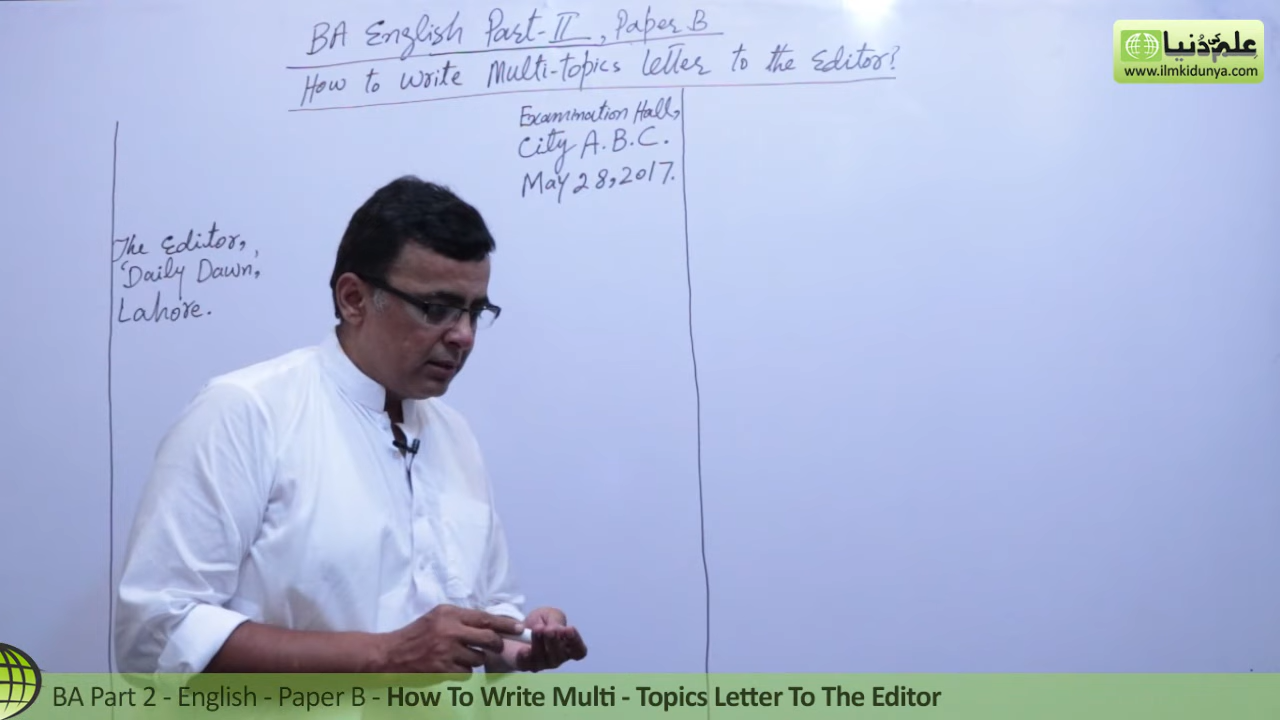 BA English Part-II, Paper B
How to write Multi-topics letter to the Editor?
علم کی دُنیا
www.ilmkidunya.com
Exammation Hall,
City A.B.C.
May 28,2017.
The Editor,
'Daily Dawn,
Lahore.
BA Part 2 - English - Paper B - How To Write Multi - Topics Letter To The Editor